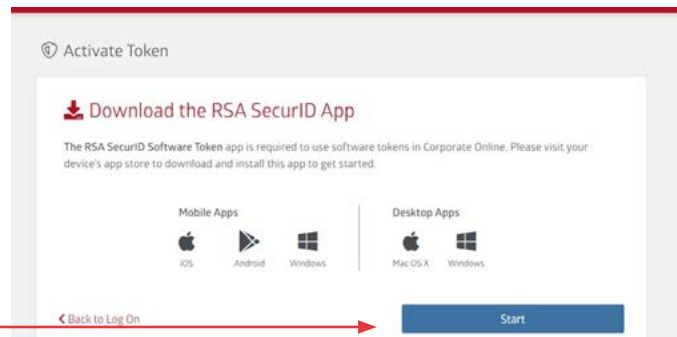 Activate Token
Download the RSA SecurID App
The RSA SecurID Software Token app is required to use software tokens in Corporate Online. Please visit your
device's app store to download and install this app to get started.
Mobile Apps
Desktop Apps
iOS
Android
Windows
Mac OS X
Windows
Back to Log On
Start